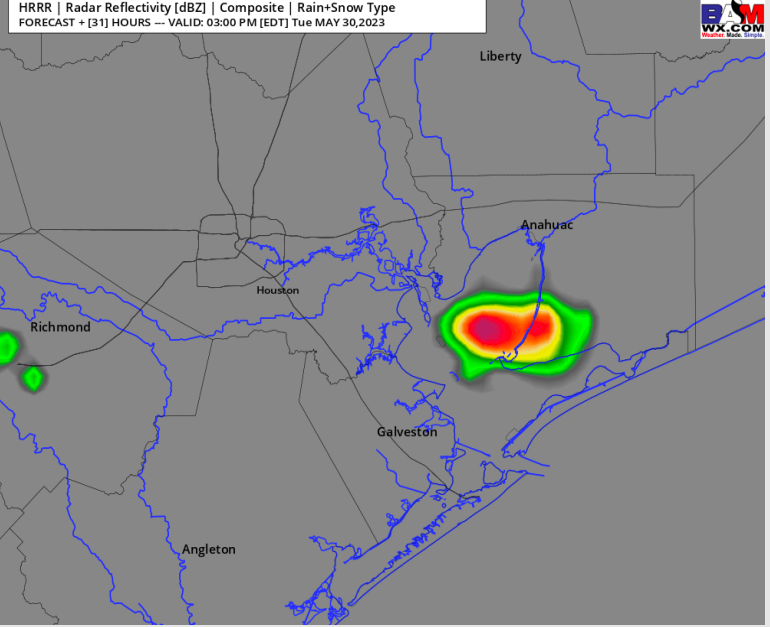 HRRR | Radar Reflectivity [dBZ] | Composite | Rain+Snow Type
FORECAST + [31] HOURS --- VALID: 03:00 PM [EDT] Tue MAY 30,2023
BAM
WX.COM
Weather. Made. Simple.
Liberty
Anahuac
Houston
Richmond
Galveston
Angleton